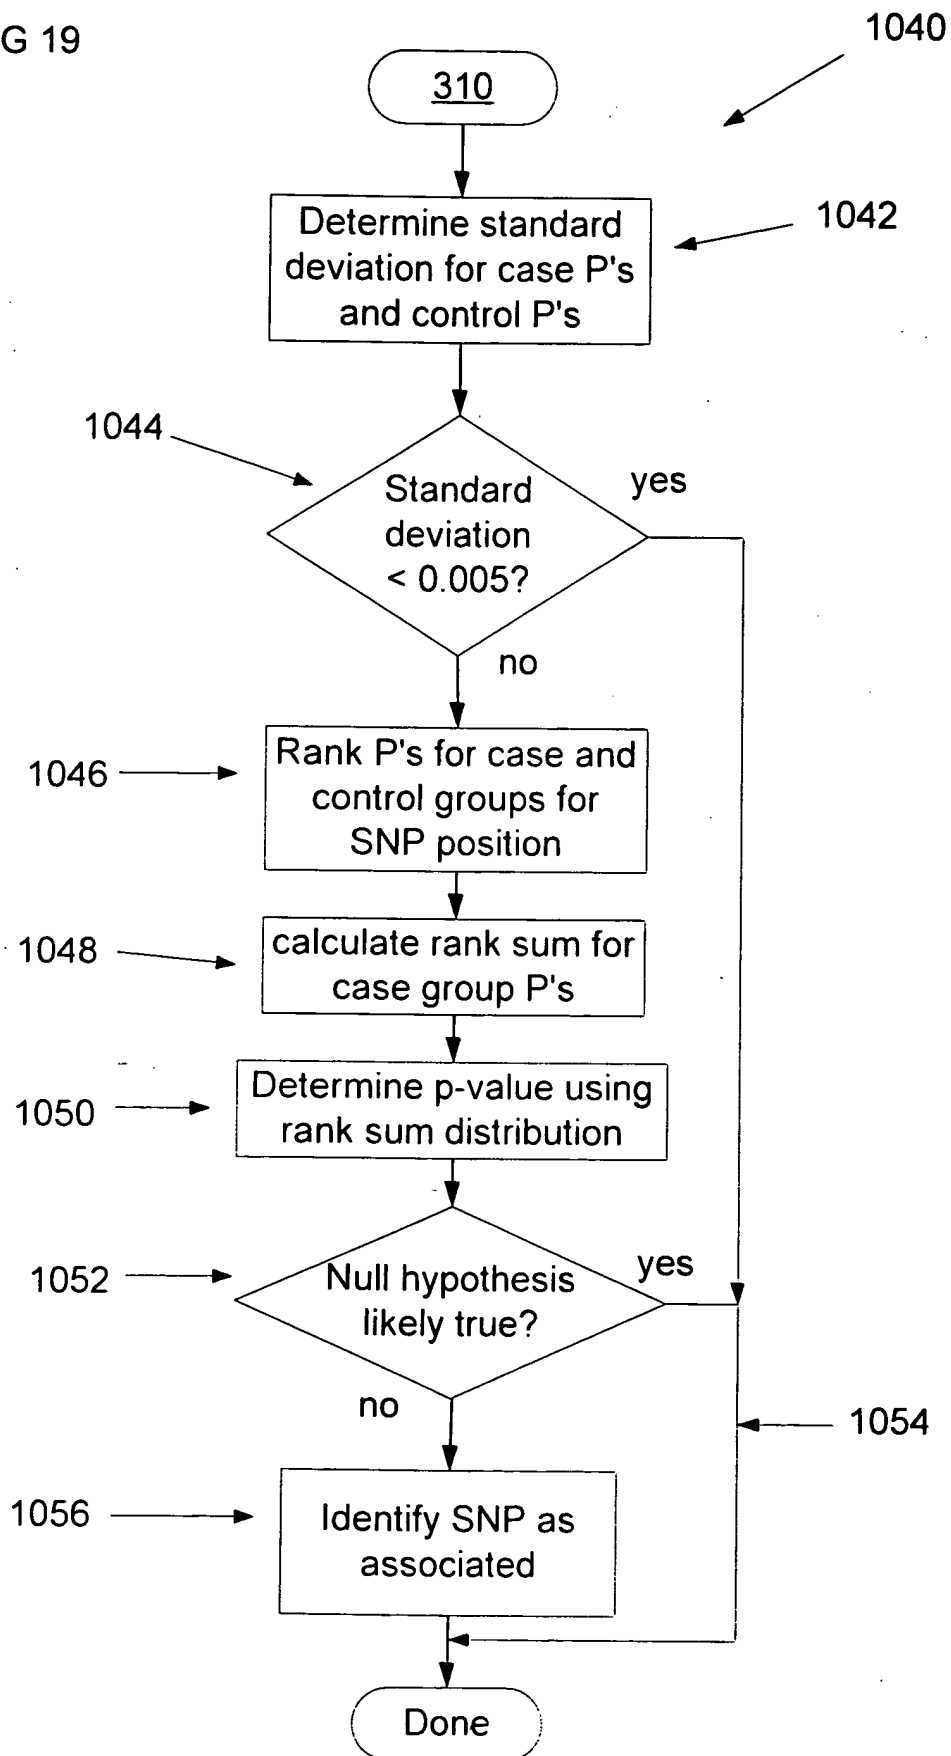 G 19
1040
310
Determine standard
deviation for case P's
and control P's
1042
1044
Standard
deviation
< 0.005?
yes
no
1046
Rank P's for case and
control groups for
SNP position
1048
calculate rank sum for
case group P's
1050
Determine p-value using
rank sum distribution
1052
Null hypothesis
likely true?
yes
no
1054
1056
Identify SNP as
associated
Done